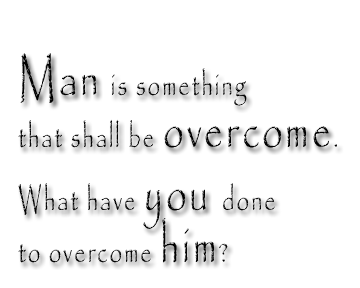 Man is something
that shall be overcome.
What have you done
to overcome him?